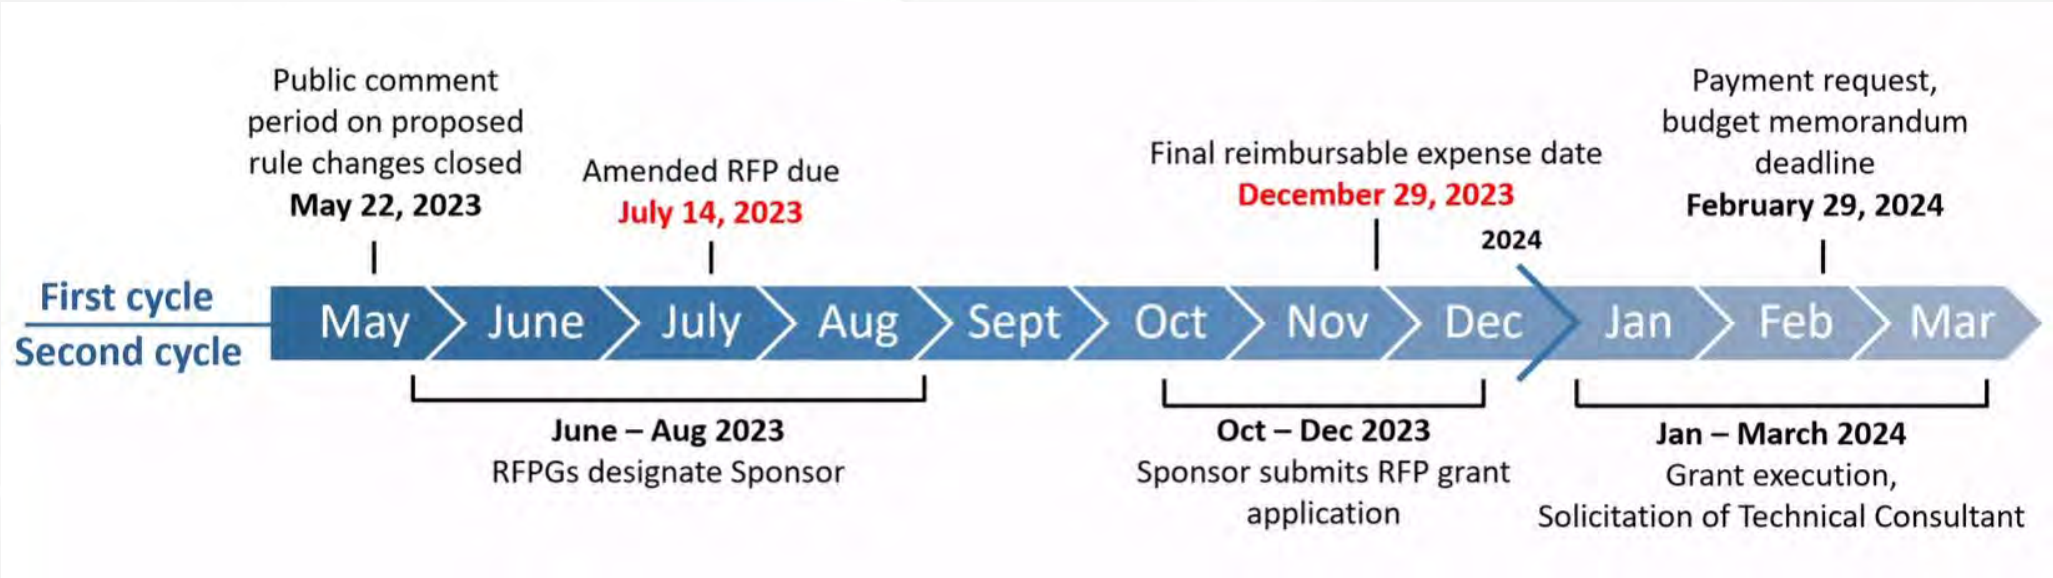 Public comment
period on proposed
rule changes closed
May 22, 2023
Amended RFP due
July 14, 2023
Final reimbursable expense date
December 29, 2023
2024
Payment request,
budget memorandum
deadline
February 29, 2024
First cycle
Second cycle
May June July Aug Sept Oct Nov Dec Jan Feb Mar
June – Aug 2023
RFPGs designate Sponsor
Oct – Dec 2023
Sponsor submits RFP grant
application
Jan – March 2024
Grant execution,
Solicitation of Technical Consultant